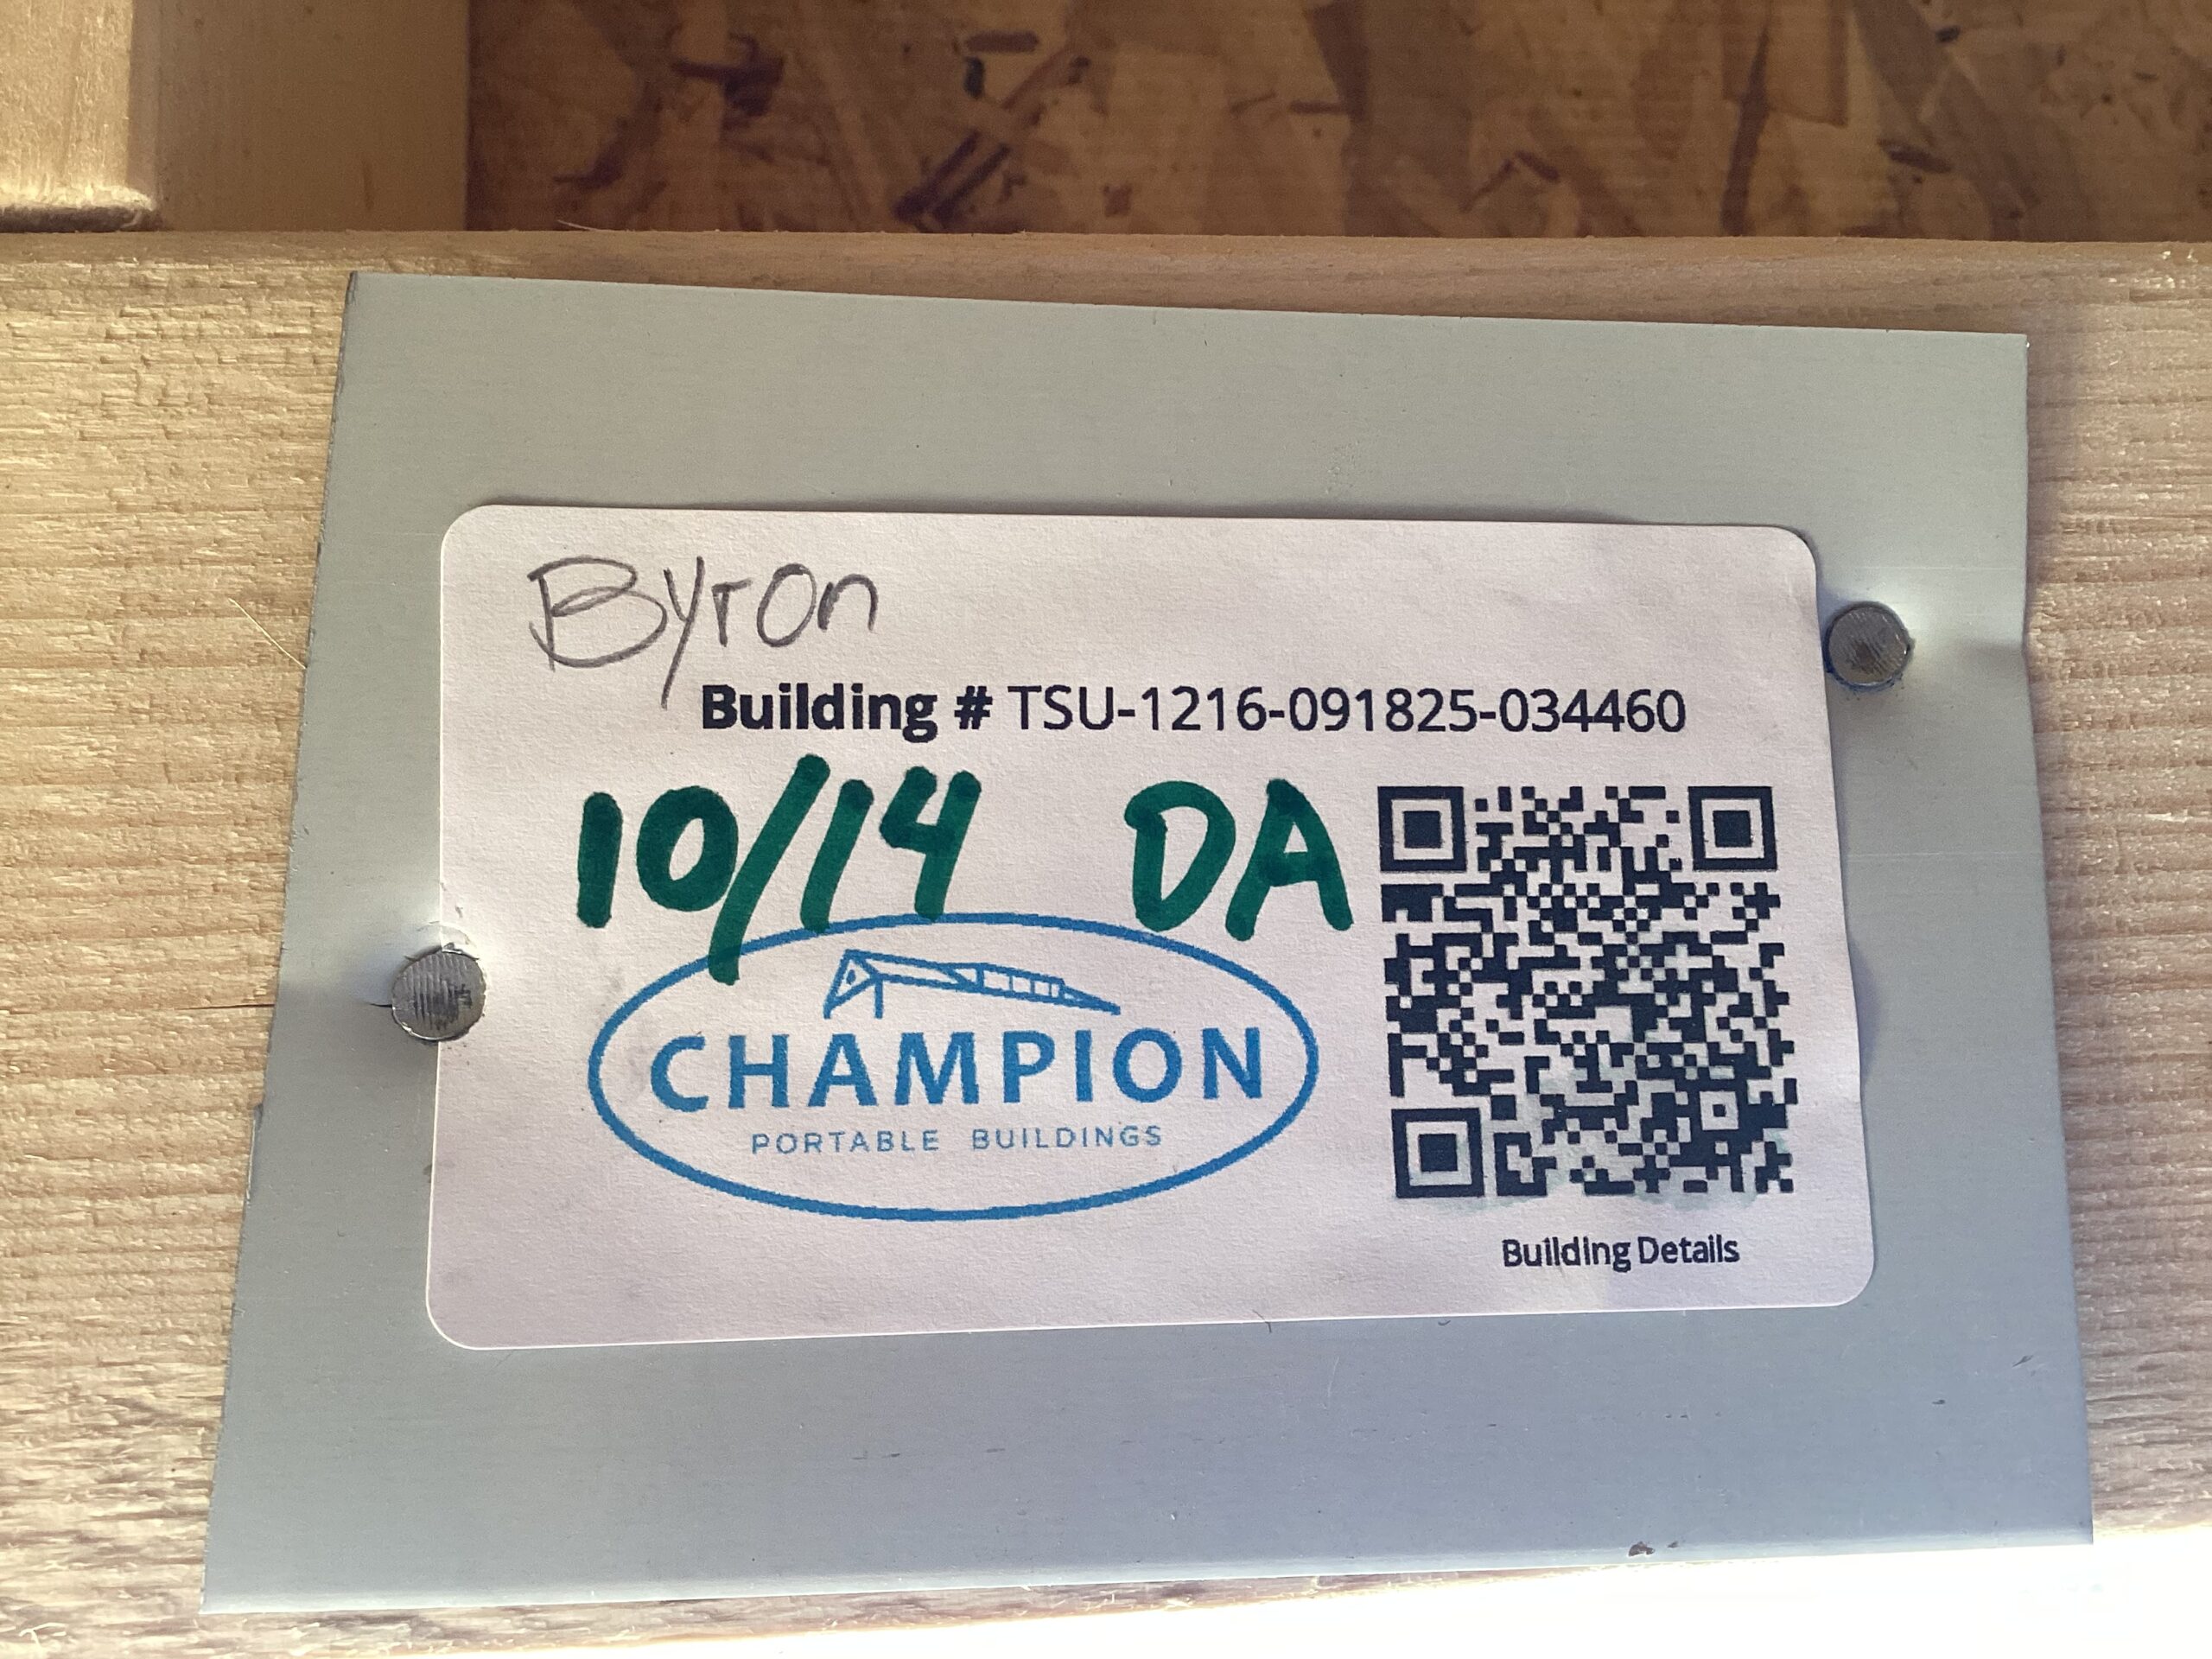 Byron
Building # TSU-1216-091825-034460
10/14 DA
CHAMPION
PORTABLE BUILDINGS
Building Details